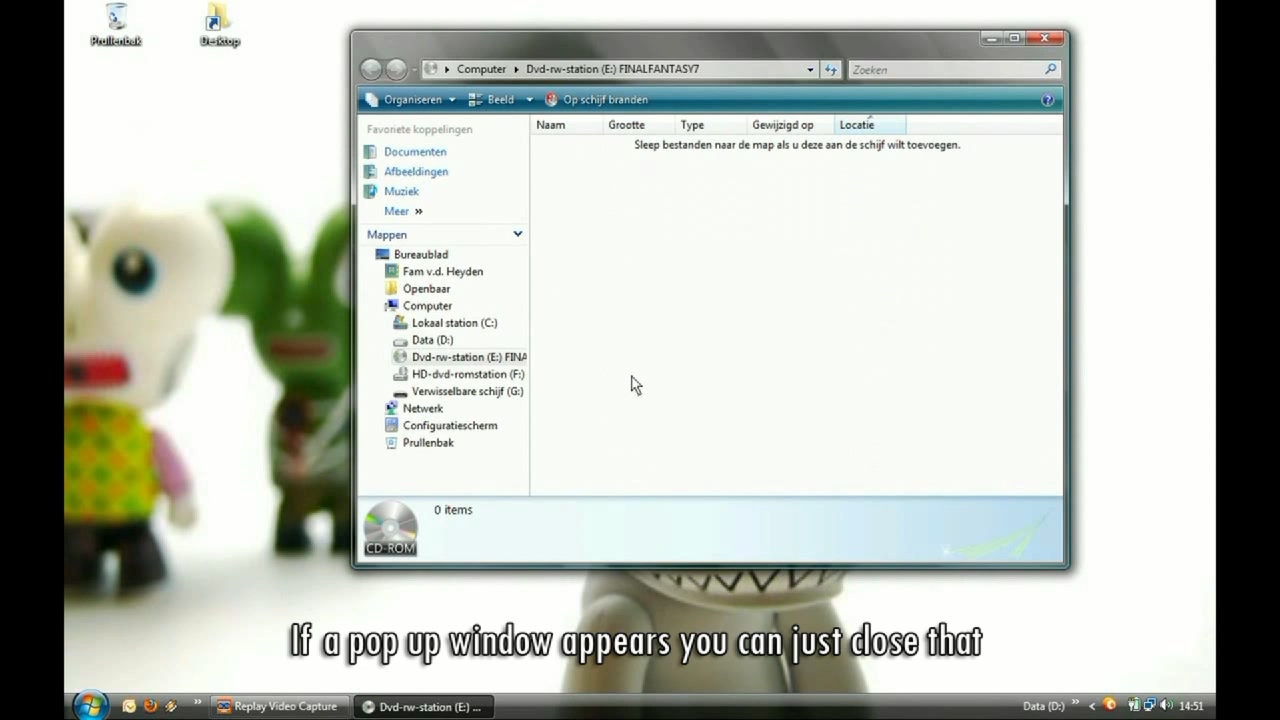 Prullenbak
Desktop
Computer
Dvd-rw-station (E:) FINALFANTASY7
Zoeken
Organiseren
Beeld
Op schijf branden
Favoriete koppelingen
Documenten
Afbeeldingen
Muziek
Meer »
Mappen
Bureaublad
Fam v.d. Heyden
Openbaar
Computer
Lokaal station (C:)
Data (D:)
Dvd-rw-station (E:) FINA
HD-dvd-romstation (F:)
Verwisselbare schijf (G:)
Netwerk
Configuratiescherm
Prullenbak
Naam Grootte Type Gewijzigd op Locatie
Sleep bestanden naar de map als u deze aan de schijf wilt toevoegen.
0 items
CD-ROM
If a pop up window appears you can just close that
» Replay Video Capture Dvd-rw-station (E:) ... Data (D:) » < 14:51